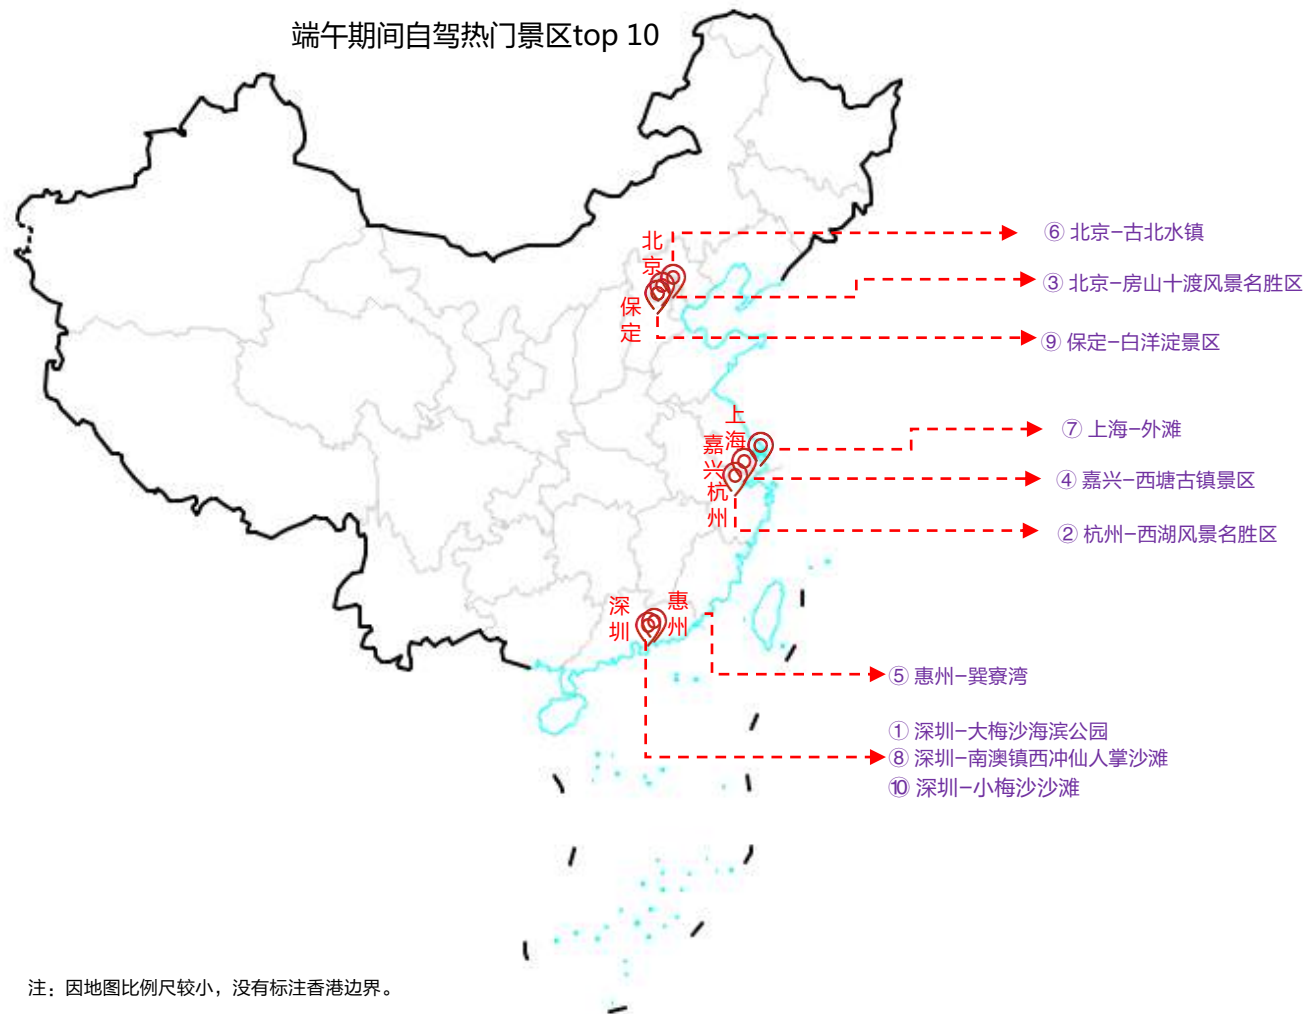 端午期间自驾热门景区top 10
北京
⑥ 北京–古北水镇
③ 北京–房山十渡风景名胜区
保定
⑨ 保定–白洋淀景区
上海
⑦ 上海–外滩
嘉兴
④ 嘉兴–西塘古镇景区
杭州
② 杭州–西湖风景名胜区
深圳
惠州
⑤ 惠州–巽寮湾
① 深圳–大梅沙海滨公园
⑧ 深圳–南澳镇西冲仙人掌沙滩
⑩ 深圳–小梅沙沙滩
注：因地图比例尺较小，没有标注香港边界。